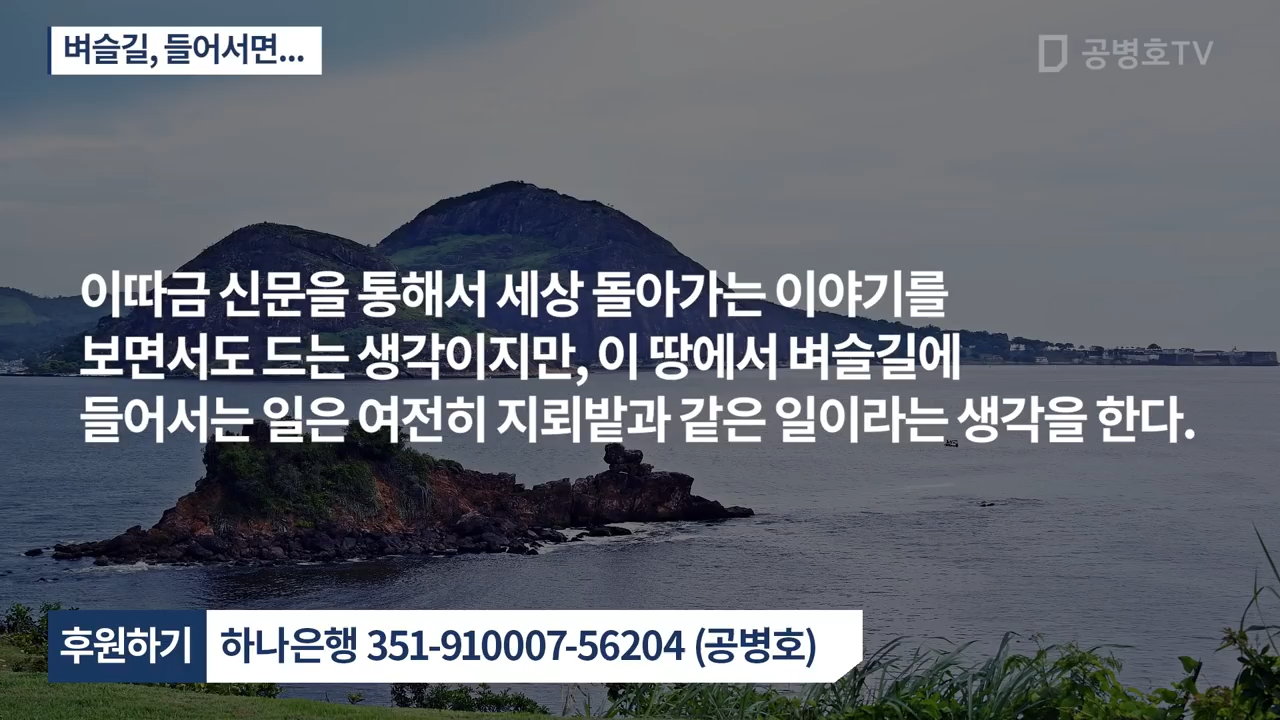 벼슬길, 들어서면...
공병호TV
이따금 신문을 통해서 세상 돌아가는 이야기를
보면서도 드는 생각이지만, 이 땅에서 벼슬길에
들어서는 일은 여전히 지뢰밭과 같은 일이라는 생각을 한다.
후원하기 하나은행 351-910007-56204 (공병호)